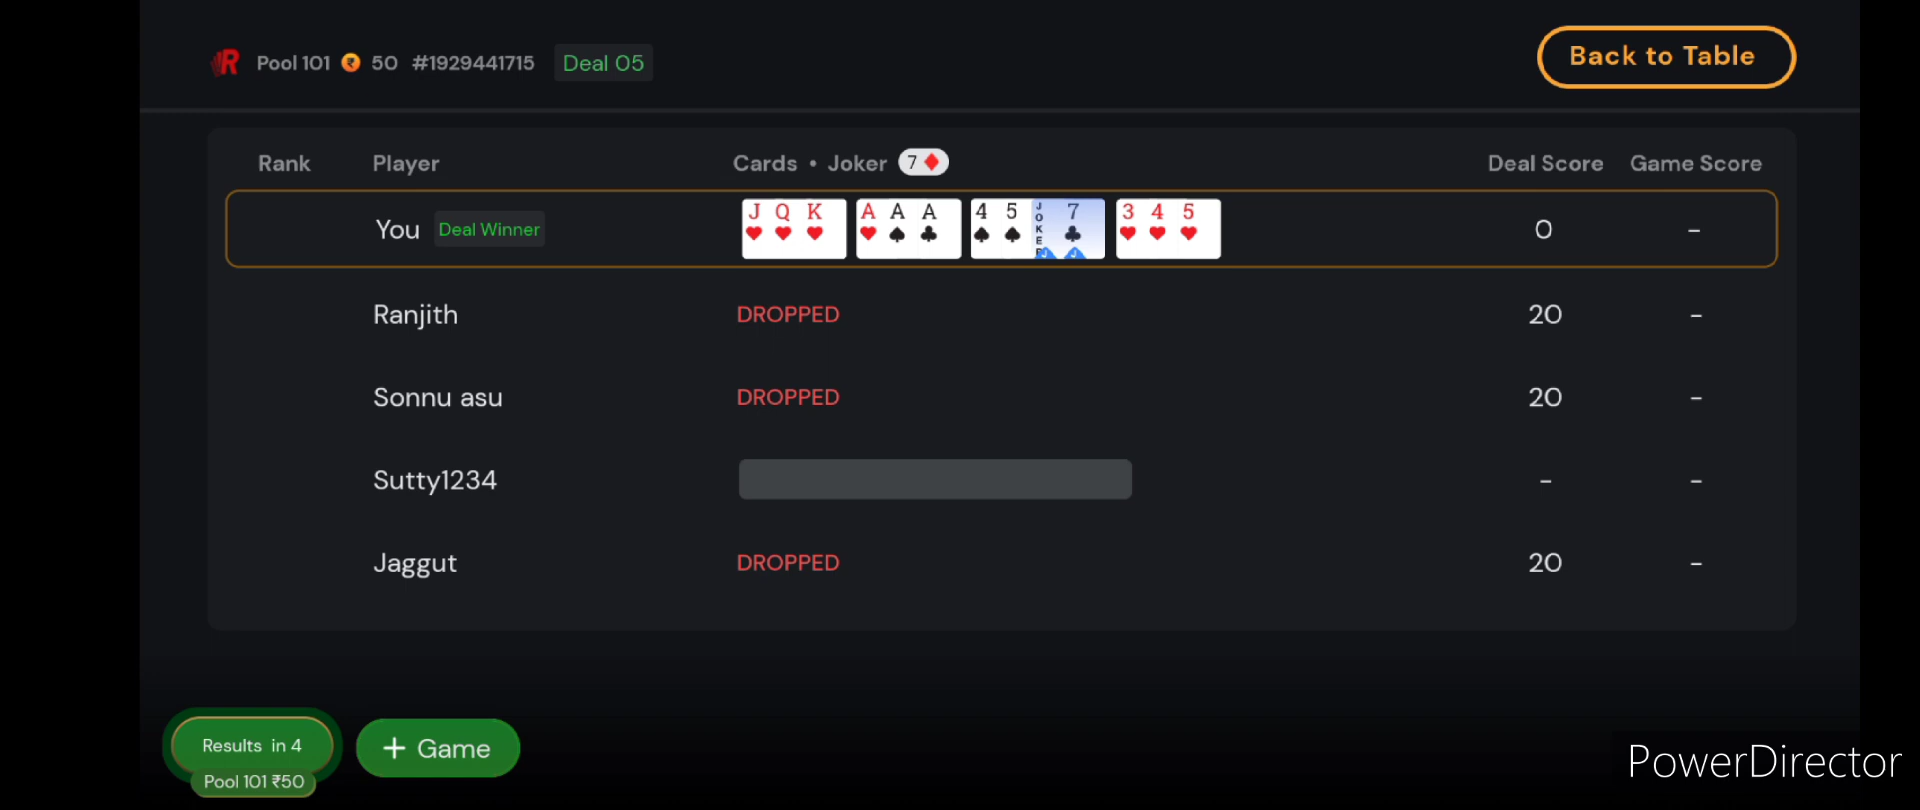 R Pool 101 ₹ 50 #1929441715 Deal 05
Back to Table
Rank Player Cards • Joker 7♦ Deal Score Game Score
You Deal Winner J♥ Q♥ K♥ A♥ A♠ A♣ 4♠ 5♠ JOKER 7♣ 3♥ 4♥ 5♥ 0 -
Ranjith DROPPED 20 -
Sonnu asu DROPPED 20 -
Sutty1234 - -
Jaggut DROPPED 20 -
Results in 4
+ Game
Pool 101 ₹50
PowerDirector